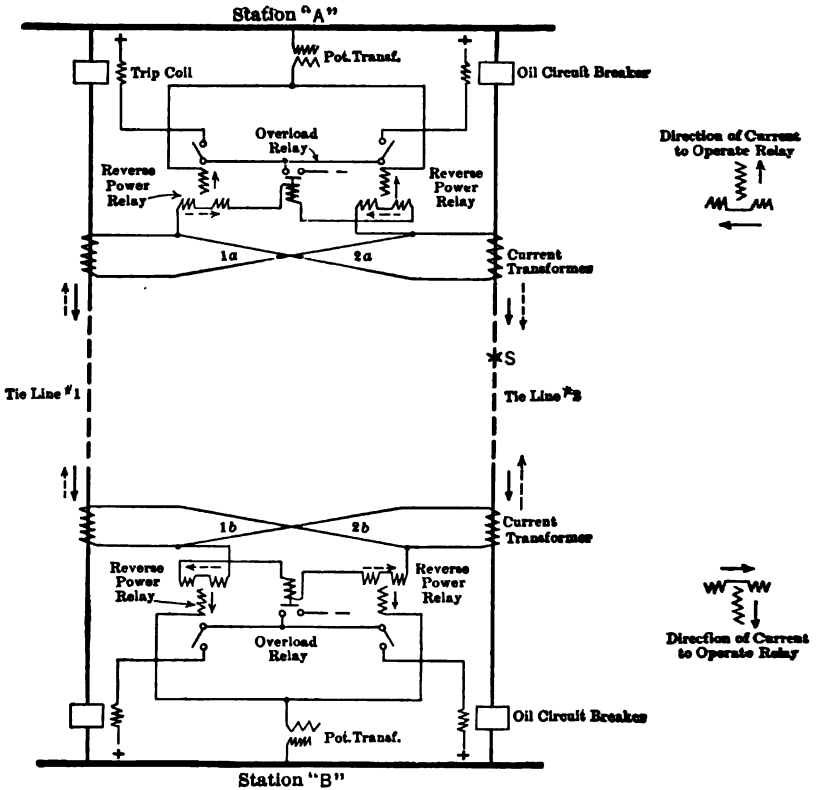 Station "A"
+
+
Pot. Transf.
Trip Coil
Oil Circuit Breaker
Overload
Relay
Direction of Current
to Operate Relay
Reverse
Power
Relay
Reverse
Power
Relay
1a
2a
Current
Transformer
S
Tie Line #1
Tie Line #2
1b
2b
Current
Transformer
Reverse
Power
Relay
Reverse
Power
Relay
Overload
Relay
Direction of Current
to Operate Relay
Oil Circuit Breaker
Pot. Transf.
+
+
Station "B"